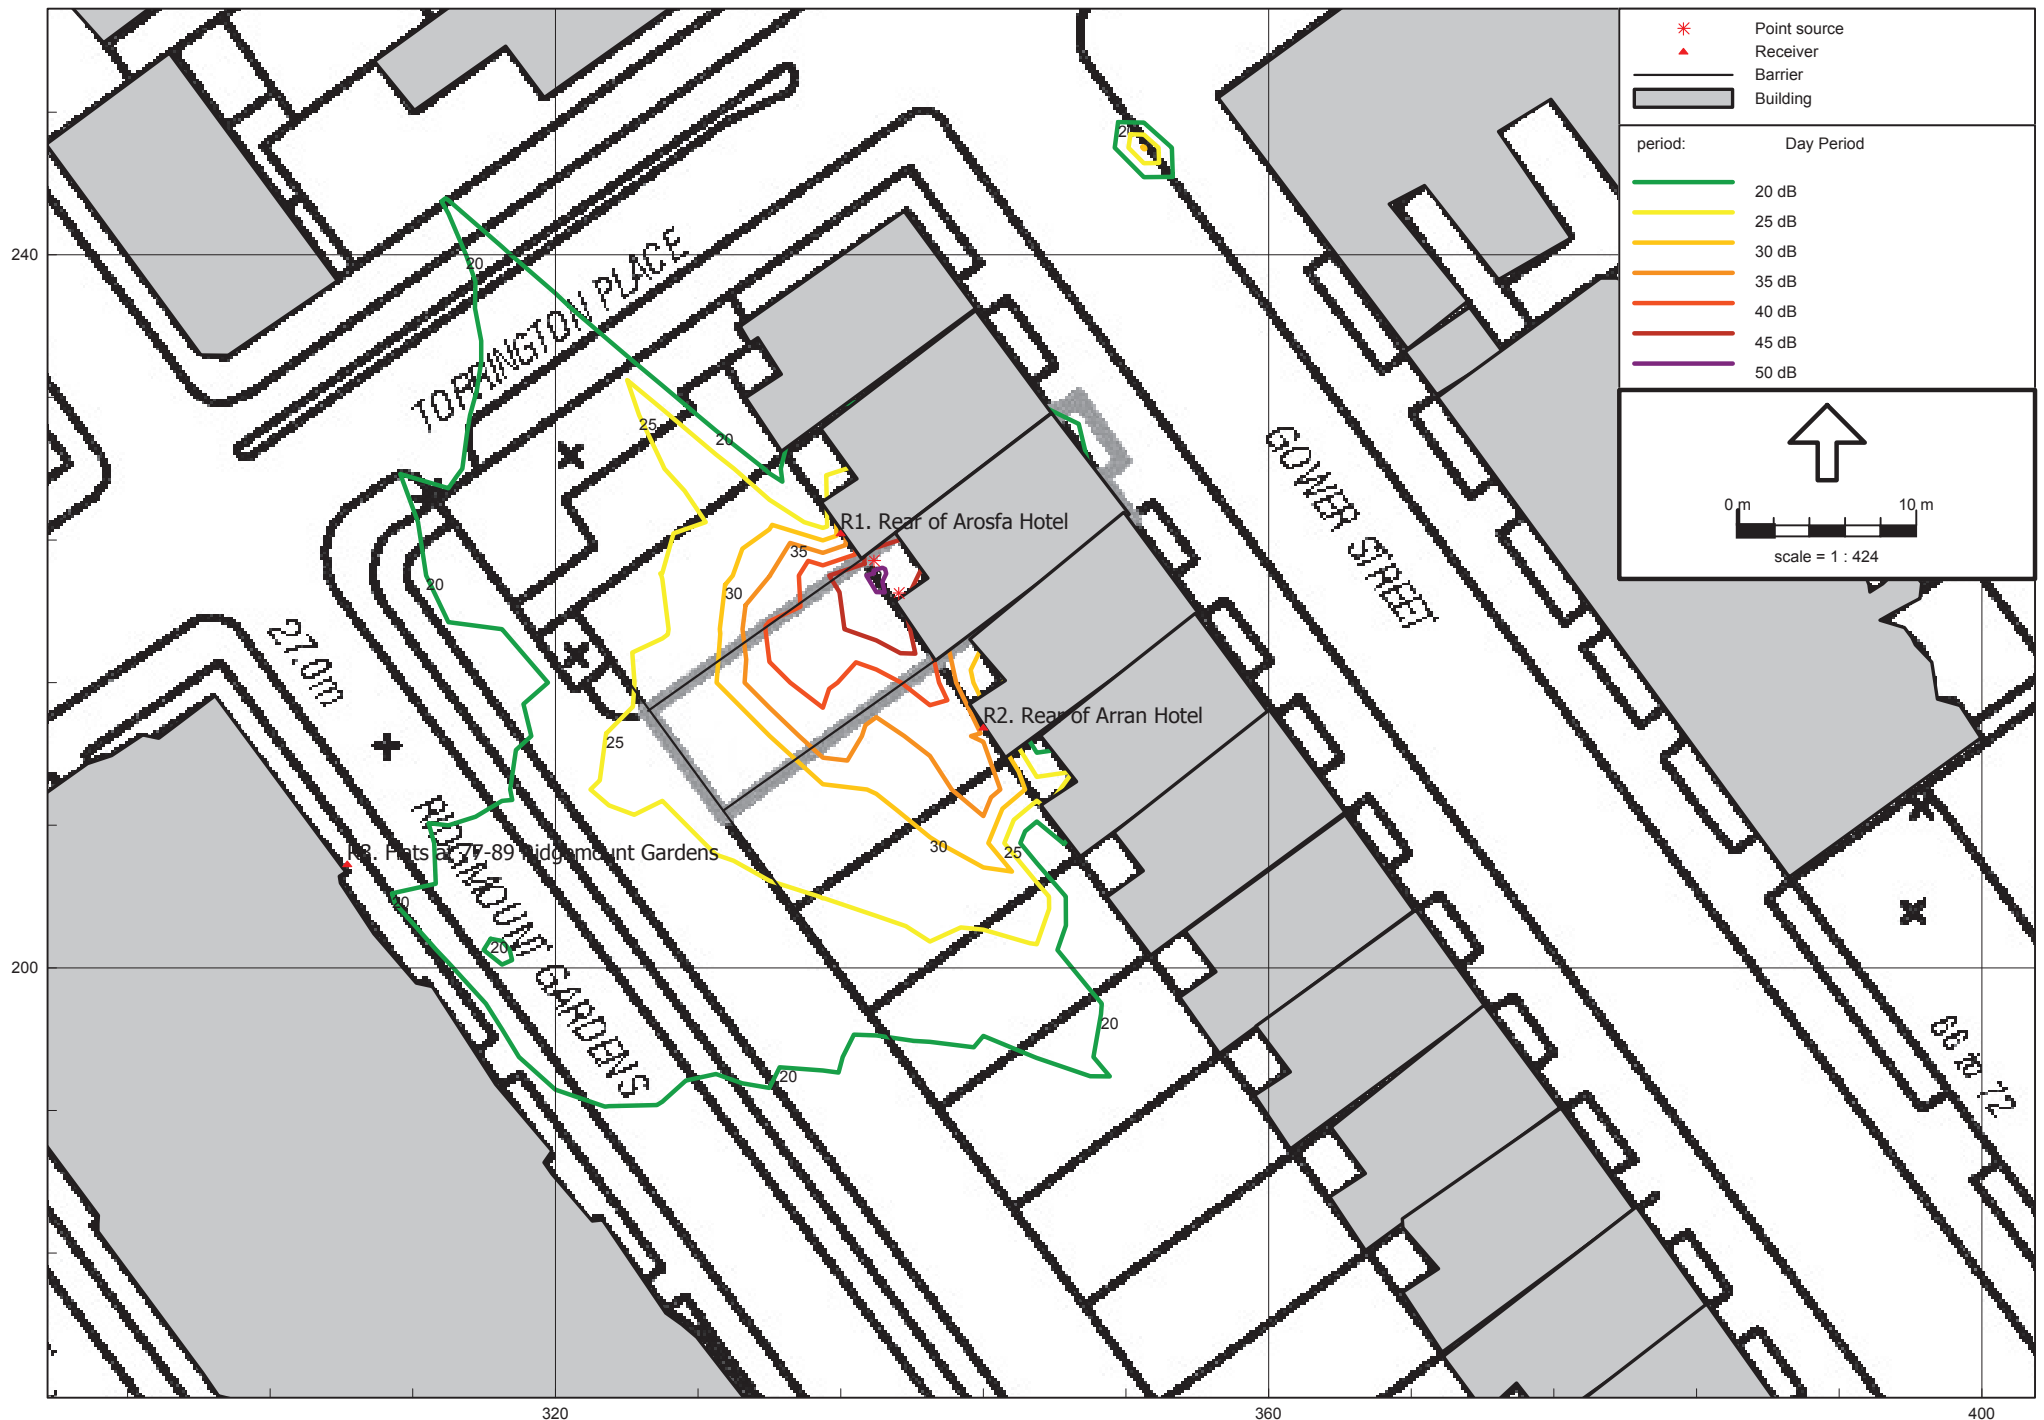 Point source
Receiver
Barrier
Building
period: Day Period
20 dB
25 dB
30 dB
35 dB
40 dB
45 dB
50 dB
0 m 10 m
scale = 1 : 424
240
200
320
360
400
TORRINGTON PLACE
GOWER STREET
RIDGMOUNT GARDENS
27.0m
66 to 72
R1. Rear of Arosfa Hotel
R2. Rear of Arran Hotel
R3. Flats at 77-89 Ridgemount Gardens
20
20
25
20
35
30
20
25
30
25
20
20
20
20
20